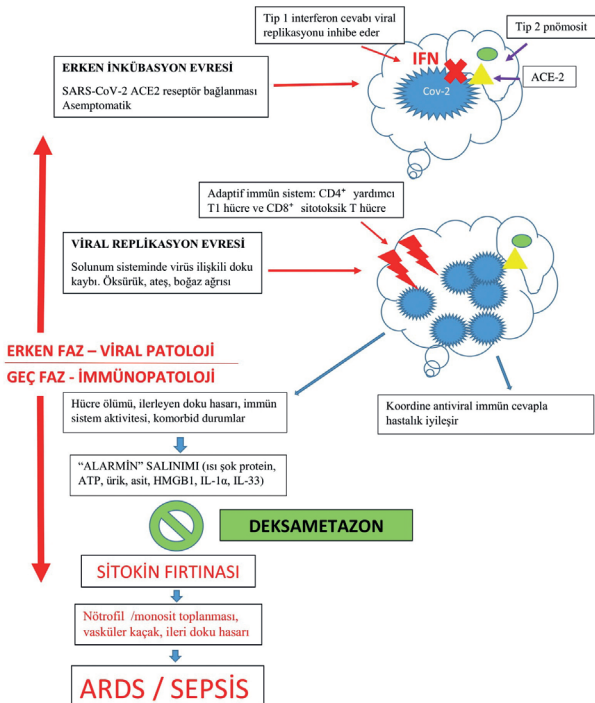 Tip 1 interferon cevabı viral
replikasyonu inhibe eder
Tip 2 pnömosit
IFN
ERKEN İNKÜBASYON EVRESİ
SARS-CoV-2 ACE2 reseptör bağlanması
Asemptomatik
Cov-2
ACE-2
Adaptif immün sistem: CD4+ yardımcı
T1 hücre ve CD8+ sitotoksik T hücre
VİRAL REPLİKASYON EVRESİ
Solunum sisteminde virüs ilişkili doku
kaybı. Öksürük, ateş, boğaz ağrısı
ERKEN FAZ – VİRAL PATOLOJİ
GEÇ FAZ - İMMÜNOPATOLOJİ
Hücre ölümü, ilerleyen doku hasarı, immün
sistem aktivitesi, komorbid durumlar
Koordine antiviral immün cevapla
hastalık iyileşir
“ALARMİN” SALINIMI (ısı şok protein,
ATP, ürik, asit, HMGB1, IL-1α, IL-33)
DEKSAMETAZON
SİTOKİN FIRTINASI
Nötrofil /monosit toplanması,
vasküler kaçak, ileri doku hasarı
ARDS / SEPSİS